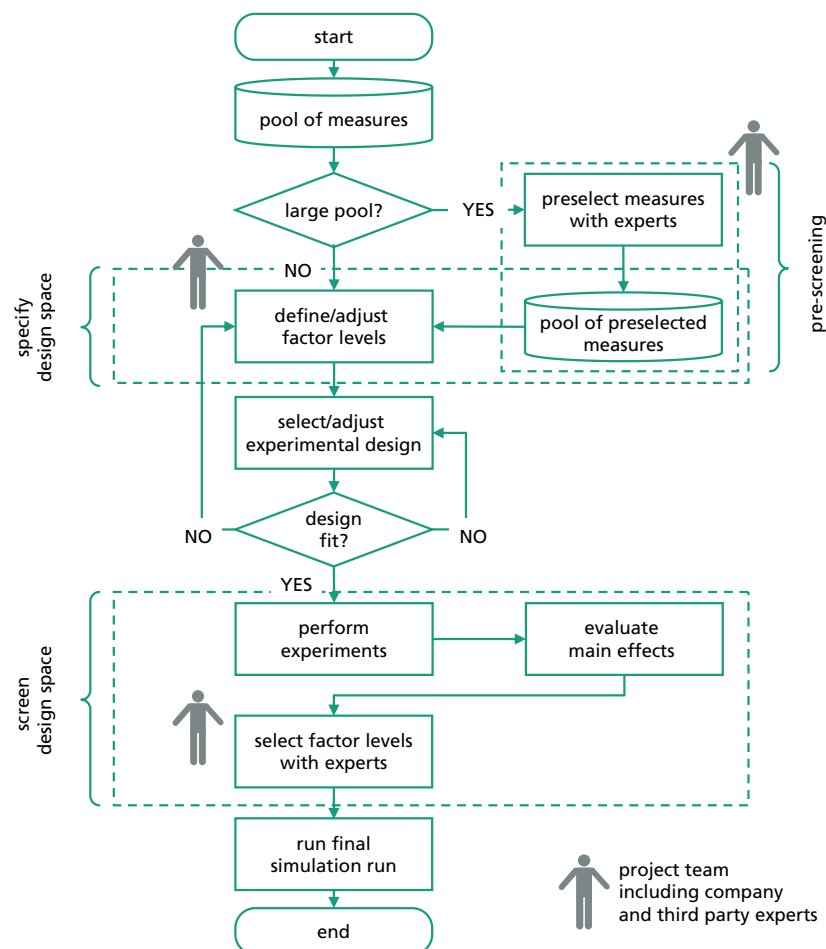 start
pool of measures
large pool?
YES
preselect measures
with experts
pre-screening
NO
specify
design space
define/adjust
factor levels
pool of preselected
measures
select/adjust
experimental design
design
fit?
NO
NO
YES
screen
design space
perform
experiments
evaluate
main effects
select factor levels
with experts
run final
simulation run
end
project team
including company
and third party experts